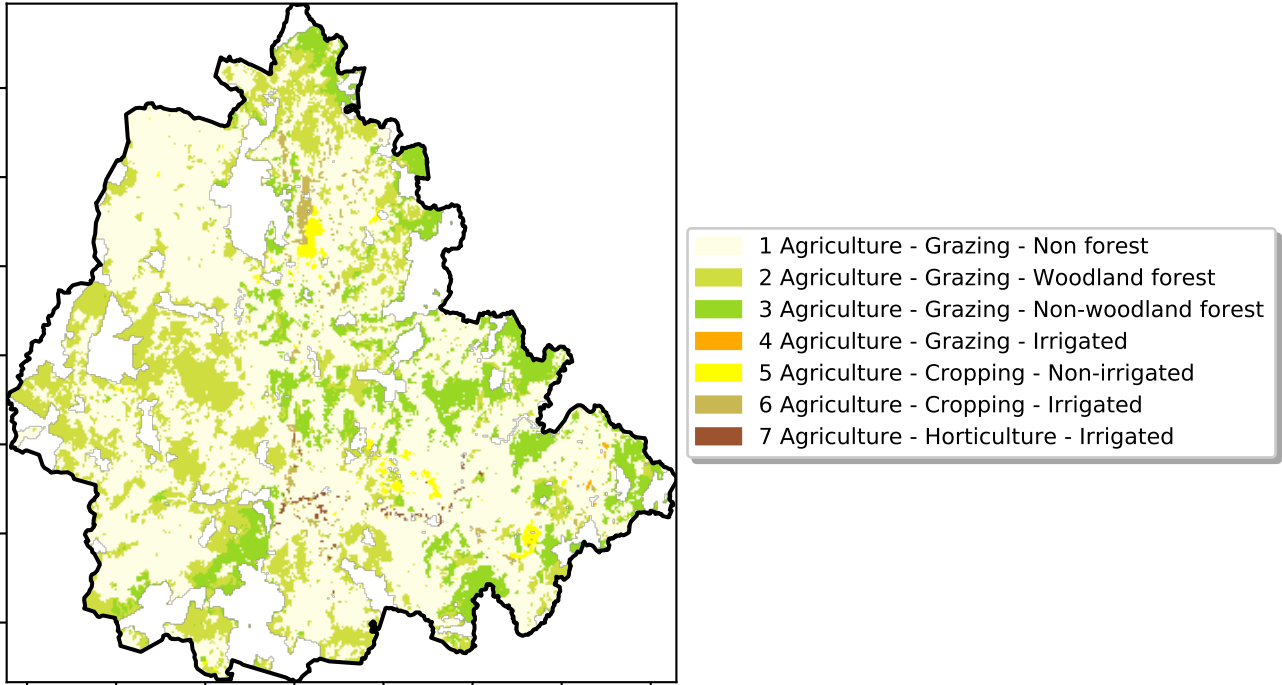 1 Agriculture - Grazing - Non forest
2 Agriculture - Grazing - Woodland forest
3 Agriculture - Grazing - Non-woodland forest
4 Agriculture - Grazing - Irrigated
5 Agriculture - Cropping - Non-irrigated
6 Agriculture - Cropping - Irrigated
7 Agriculture - Horticulture - Irrigated